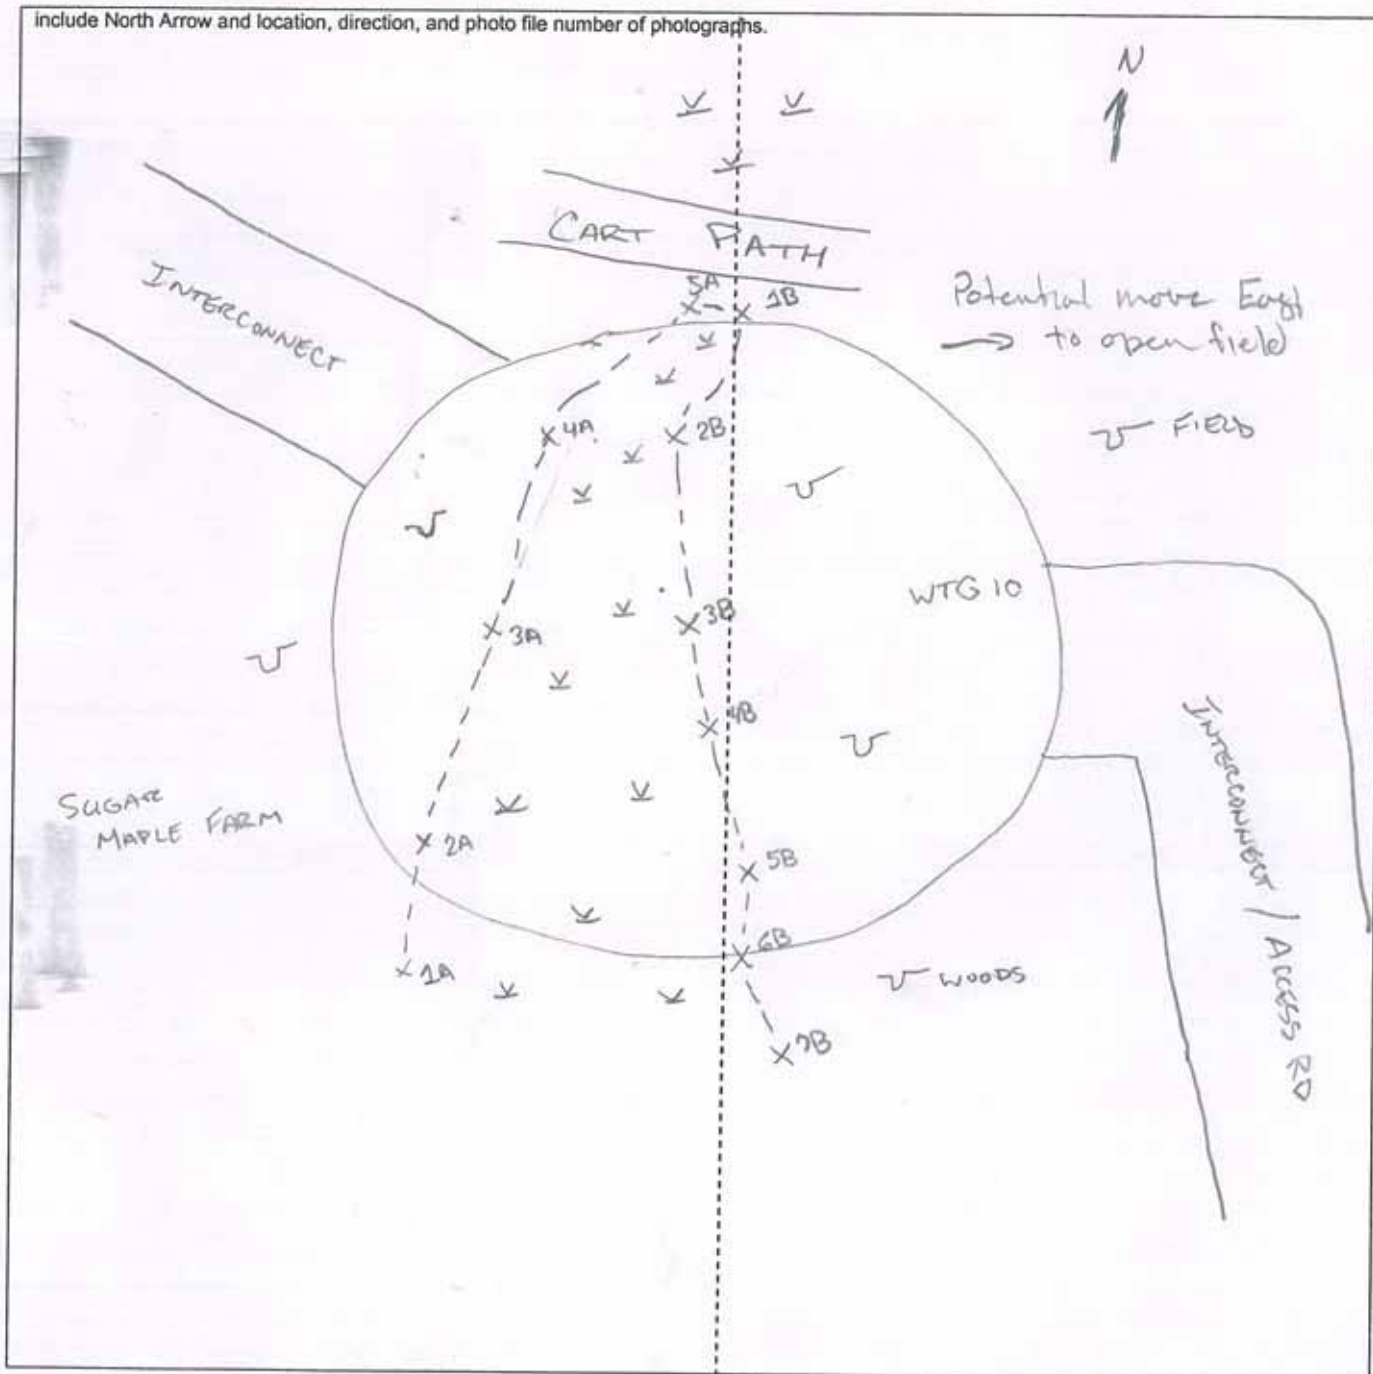 include North Arrow and location, direction, and photo file number of photographs.
N
CART PATH
INTERCONNECT
5A
1B
Potential move East
to open field
4A
2B
FIELD
WTG 10
3A
3B
4B
INTERCONNECT / ACCESS RD
SUGAR
MAPLE FARM
2A
5B
6B
1A
WOODS
7B